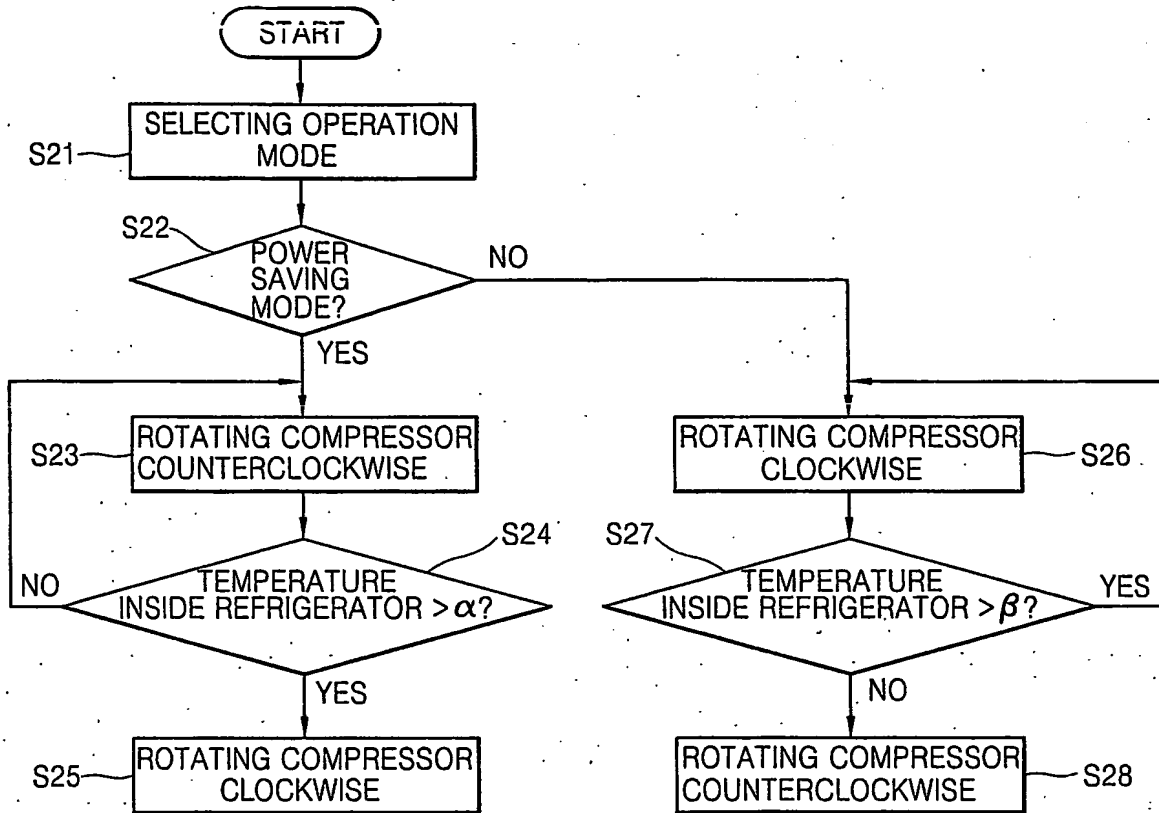 START
SELECTING OPERATION
MODE
S21
S22
POWER
SAVING
MODE?
NO
YES
ROTATING COMPRESSOR
COUNTERCLOCKWISE
S23
S24
TEMPERATURE
INSIDE REFRIGERATOR > α?
NO
YES
ROTATING COMPRESSOR
CLOCKWISE
S25
ROTATING COMPRESSOR
CLOCKWISE
S26
S27
TEMPERATURE
INSIDE REFRIGERATOR > β?
YES
NO
ROTATING COMPRESSOR
COUNTERCLOCKWISE
S28